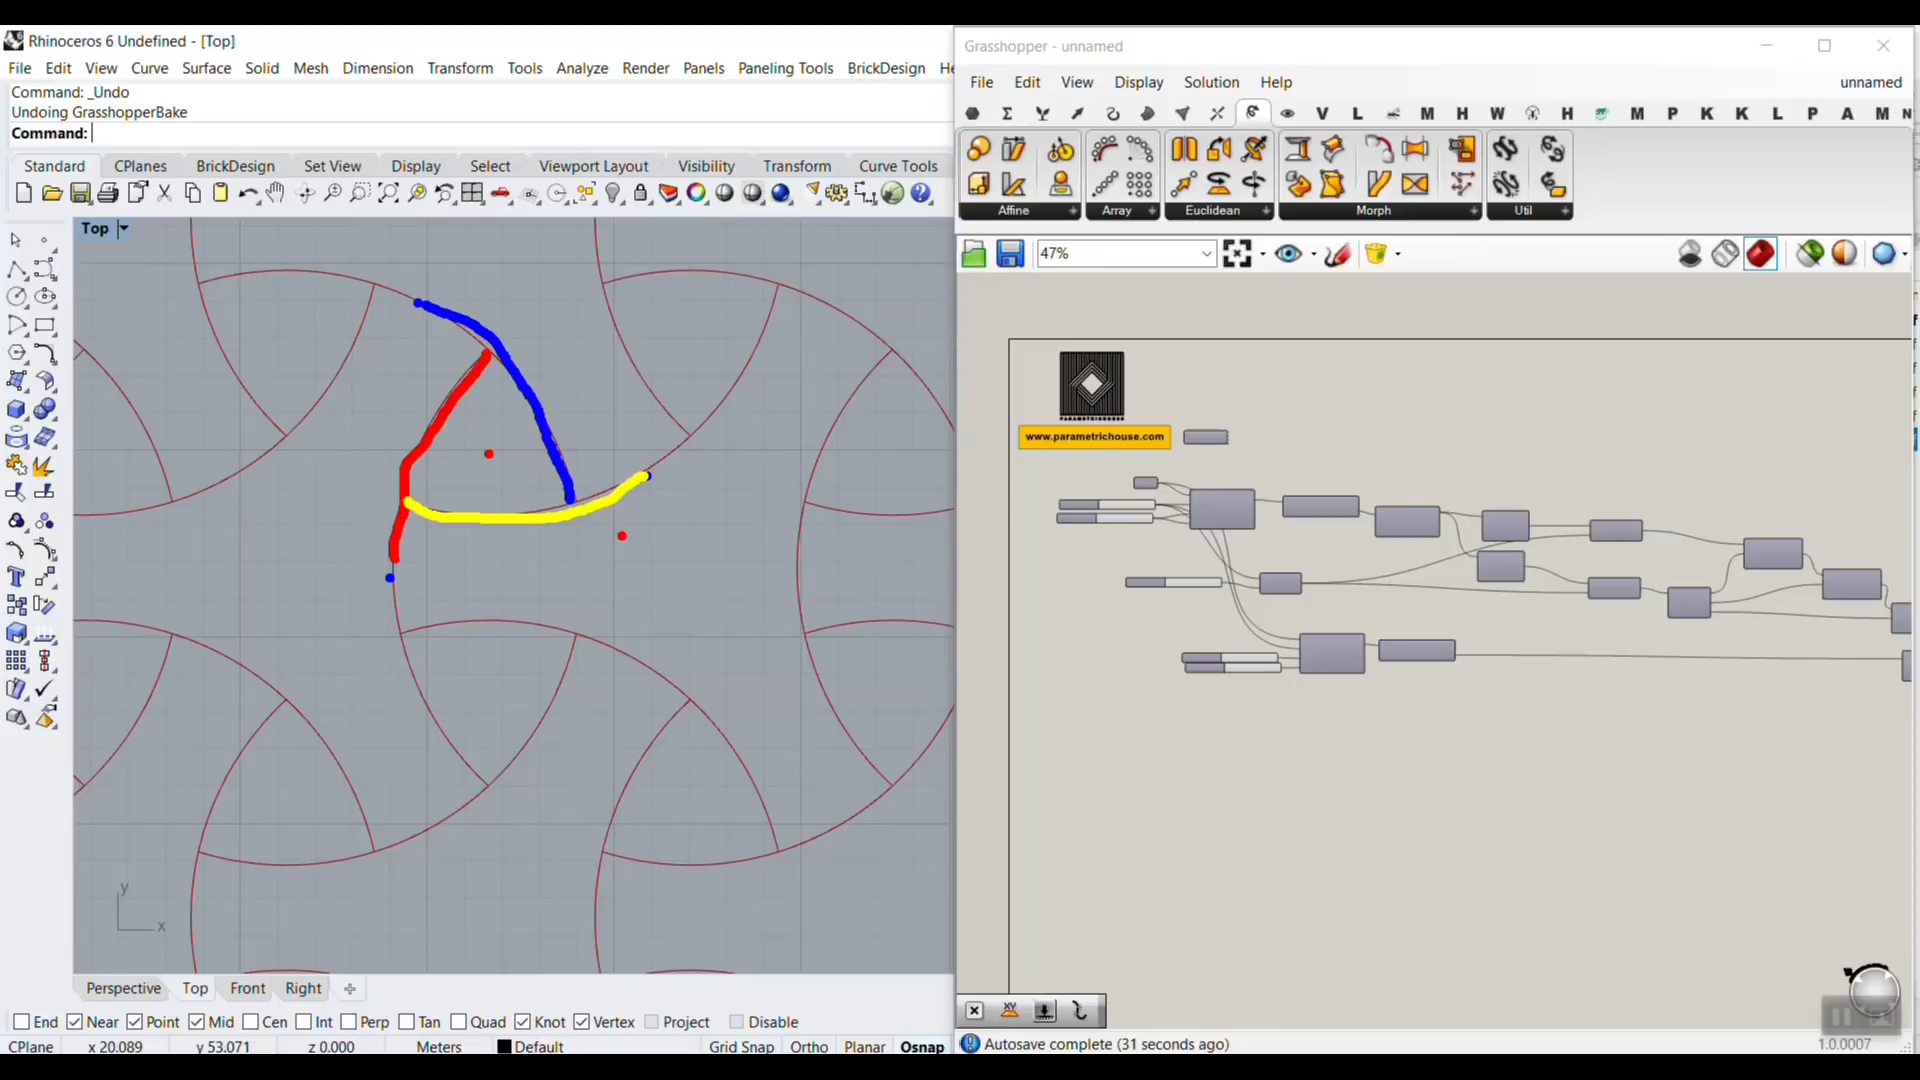 Rhinoceros 6 Undefined - [Top]
File Edit View Curve Surface Solid Mesh Dimension Transform Tools Analyze Render Panels Paneling Tools BrickDesign He
Command: _Undo
Undoing GrasshopperBake
Command:
Standard CPlanes BrickDesign Set View Display Select Viewport Layout Visibility Transform Curve Tools
Top
y
x
Perspective Top Front Right
End Near Point Mid Cen Int Perp Tan Quad Knot Vertex Project Disable
CPlane x 20.089 y 53.071 z 0.000 Meters Default Grid Snap Ortho Planar Osnap
Grasshopper - unnamed
File Edit View Display Solution Help unnamed
Σ V L M H W H M P K K L P A M N
Affine Array Euclidean Morph Util
47%
PARAMETRICHOUSE
www.parametrichouse.com
XY
Autosave complete (31 seconds ago)
1.0.0007